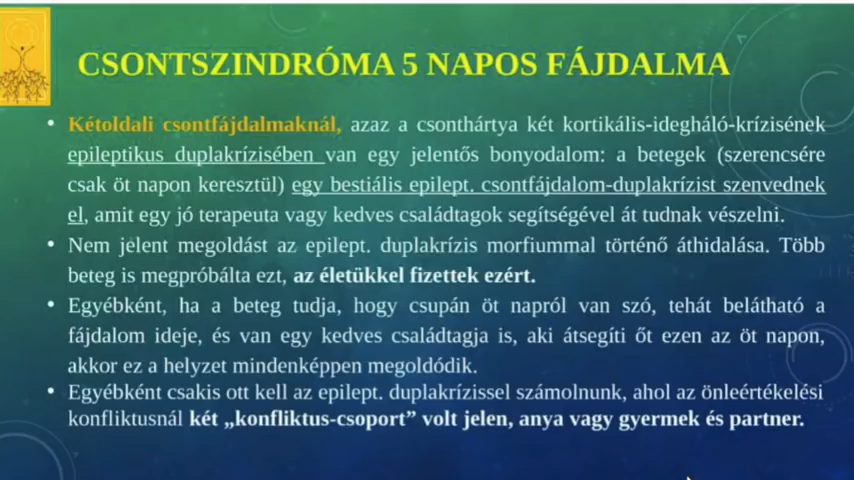 CSONTSZINDRÓMA 5 NAPOS FÁJDALMA
• Kétoldali csontfájdalmaknál, azaz a csonthártya két kortikális-ideghálό-krízisének
epileptikus duplakrízisében van egy jelentős bonyodalom: a betegek (szerencsére
csak öt napon keresztül) egy bestiális epilept. csontfájdalom-duplakrízist szenvednek
el, amit egy jó terapeuta vagy kedves családtagok segítségével át tudnak vészelni.
• Nem jelent megoldást az epilept. duplakrízis morfiummal történő áthidalása. Több
beteg is megpróbálta ezt, az életükkel fizettek ezért.
• Egyébként, ha a beteg tudja, hogy csupán öt napról van szó, tehát belátható a
fájdalom ideje, és van egy kedves családtagja is, aki átsegíti őt ezen az öt napon,
akkor ez a helyzet mindenképpen megoldódik.
• Egyébként csakis ott kell az epilept. duplakrízissel számolnunk, ahol az önleértékelési
konfliktusnál két „konfliktus-csoport” volt jelen, anya vagy gyermek és partner.